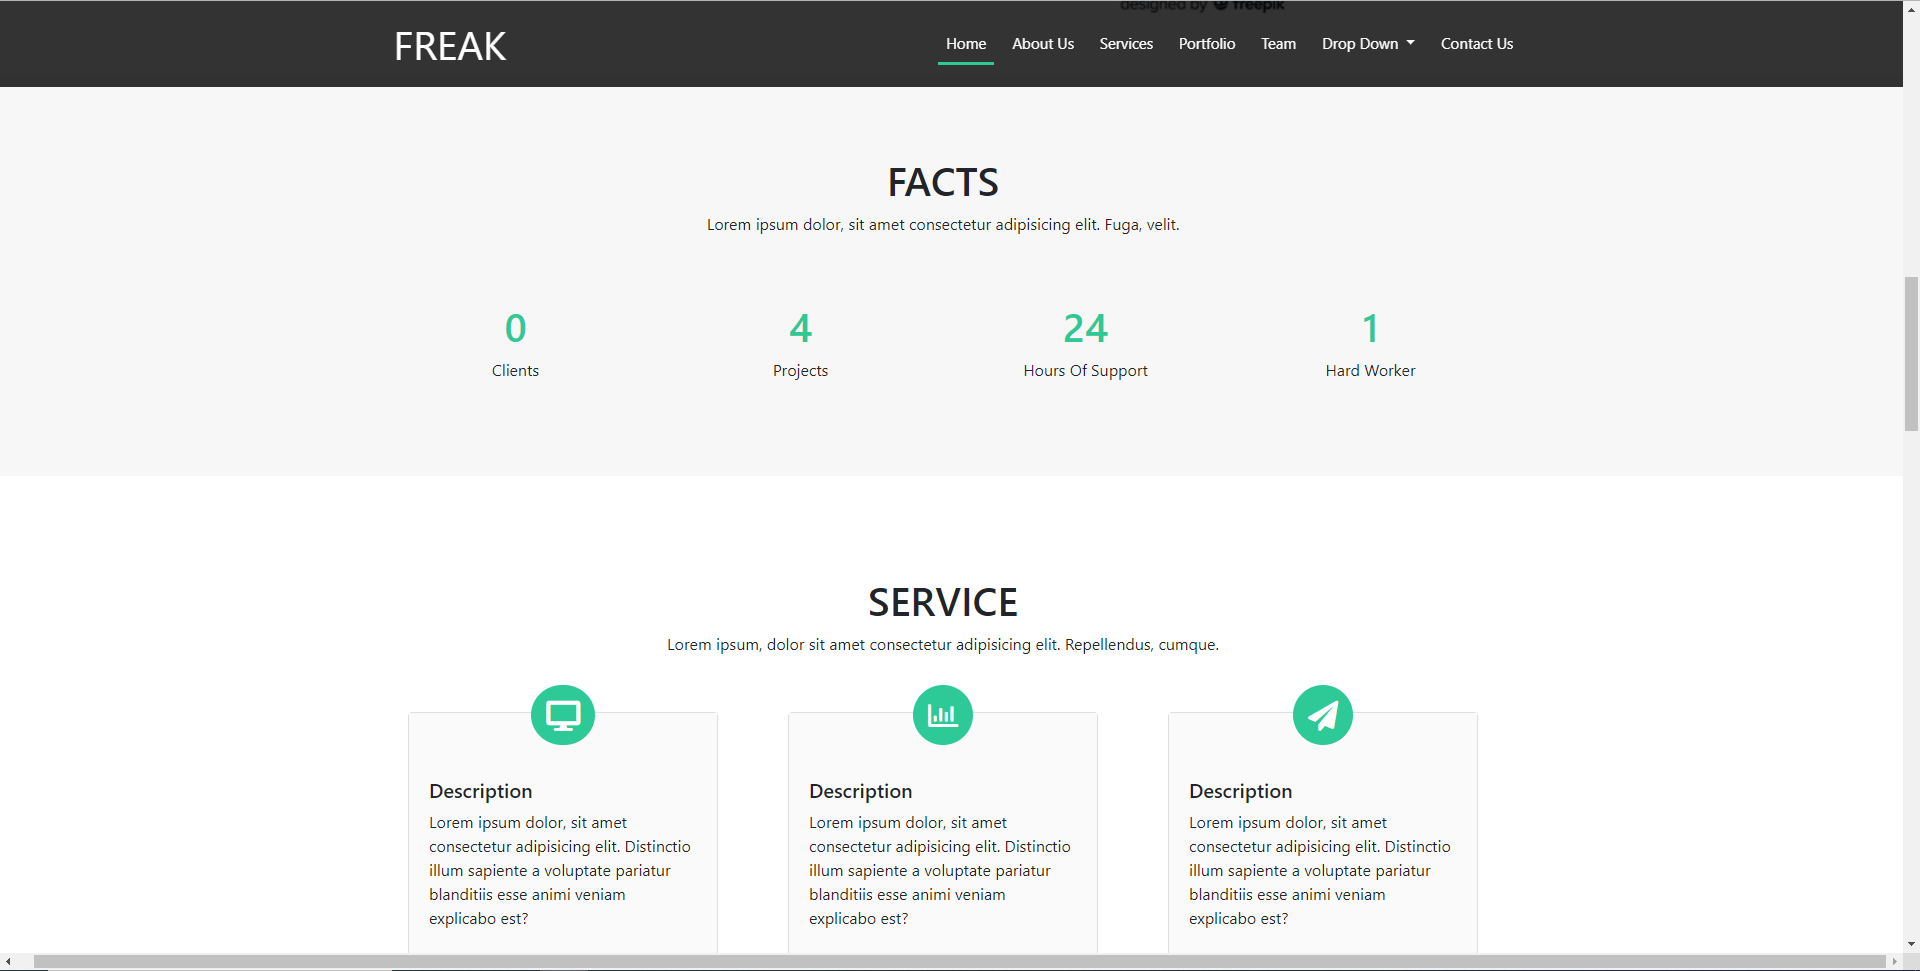 designed by freepik
FREAK
Home About Us Services Portfolio Team Drop Down Contact Us
FACTS
Lorem ipsum dolor, sit amet consectetur adipisicing elit. Fuga, velit.
0 4 24 1
Clients Projects Hours Of Support Hard Worker
SERVICE
Lorem ipsum, dolor sit amet consectetur adipisicing elit. Repellendus, cumque.
Description
Lorem ipsum dolor, sit amet
consectetur adipisicing elit. Distinctio
illum sapiente a voluptate pariatur
blanditiis esse animi veniam
explicabo est?
Description
Lorem ipsum dolor, sit amet
consectetur adipisicing elit. Distinctio
illum sapiente a voluptate pariatur
blanditiis esse animi veniam
explicabo est?
Description
Lorem ipsum dolor, sit amet
consectetur adipisicing elit. Distinctio
illum sapiente a voluptate pariatur
blanditiis esse animi veniam
explicabo est?